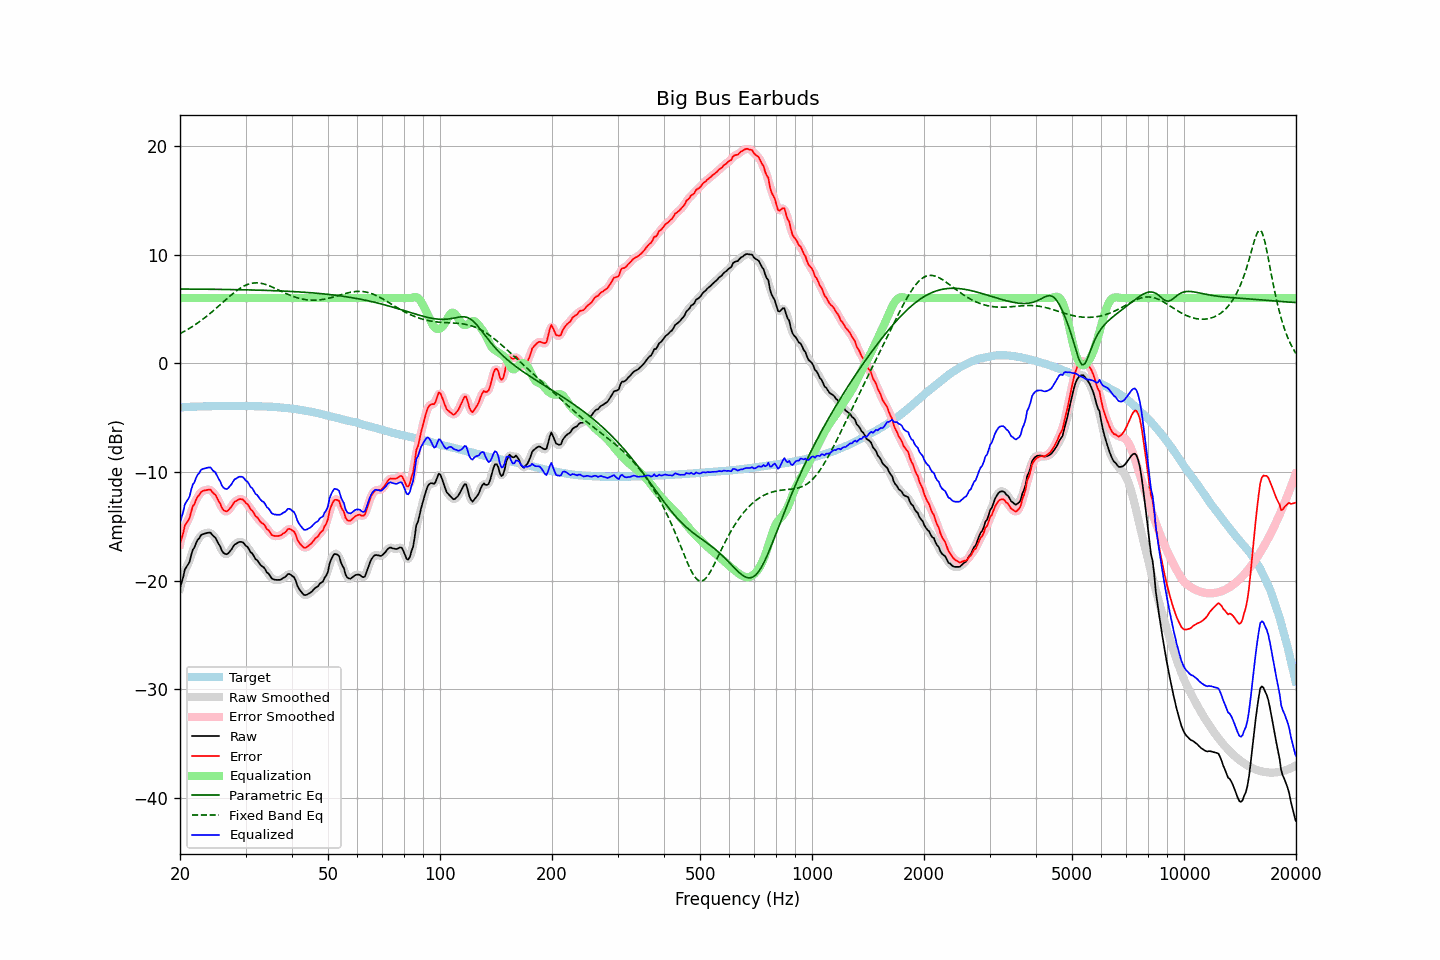 Big Bus Earbuds
20
10
0
−10
−20
−30
−40
Amplitude (dBr)
Target
Raw Smoothed
Error Smoothed
Raw
Error
Equalization
Parametric Eq
Fixed Band Eq
Equalized
20 50 100 200 500 1000 2000 5000 10000 20000
Frequency (Hz)